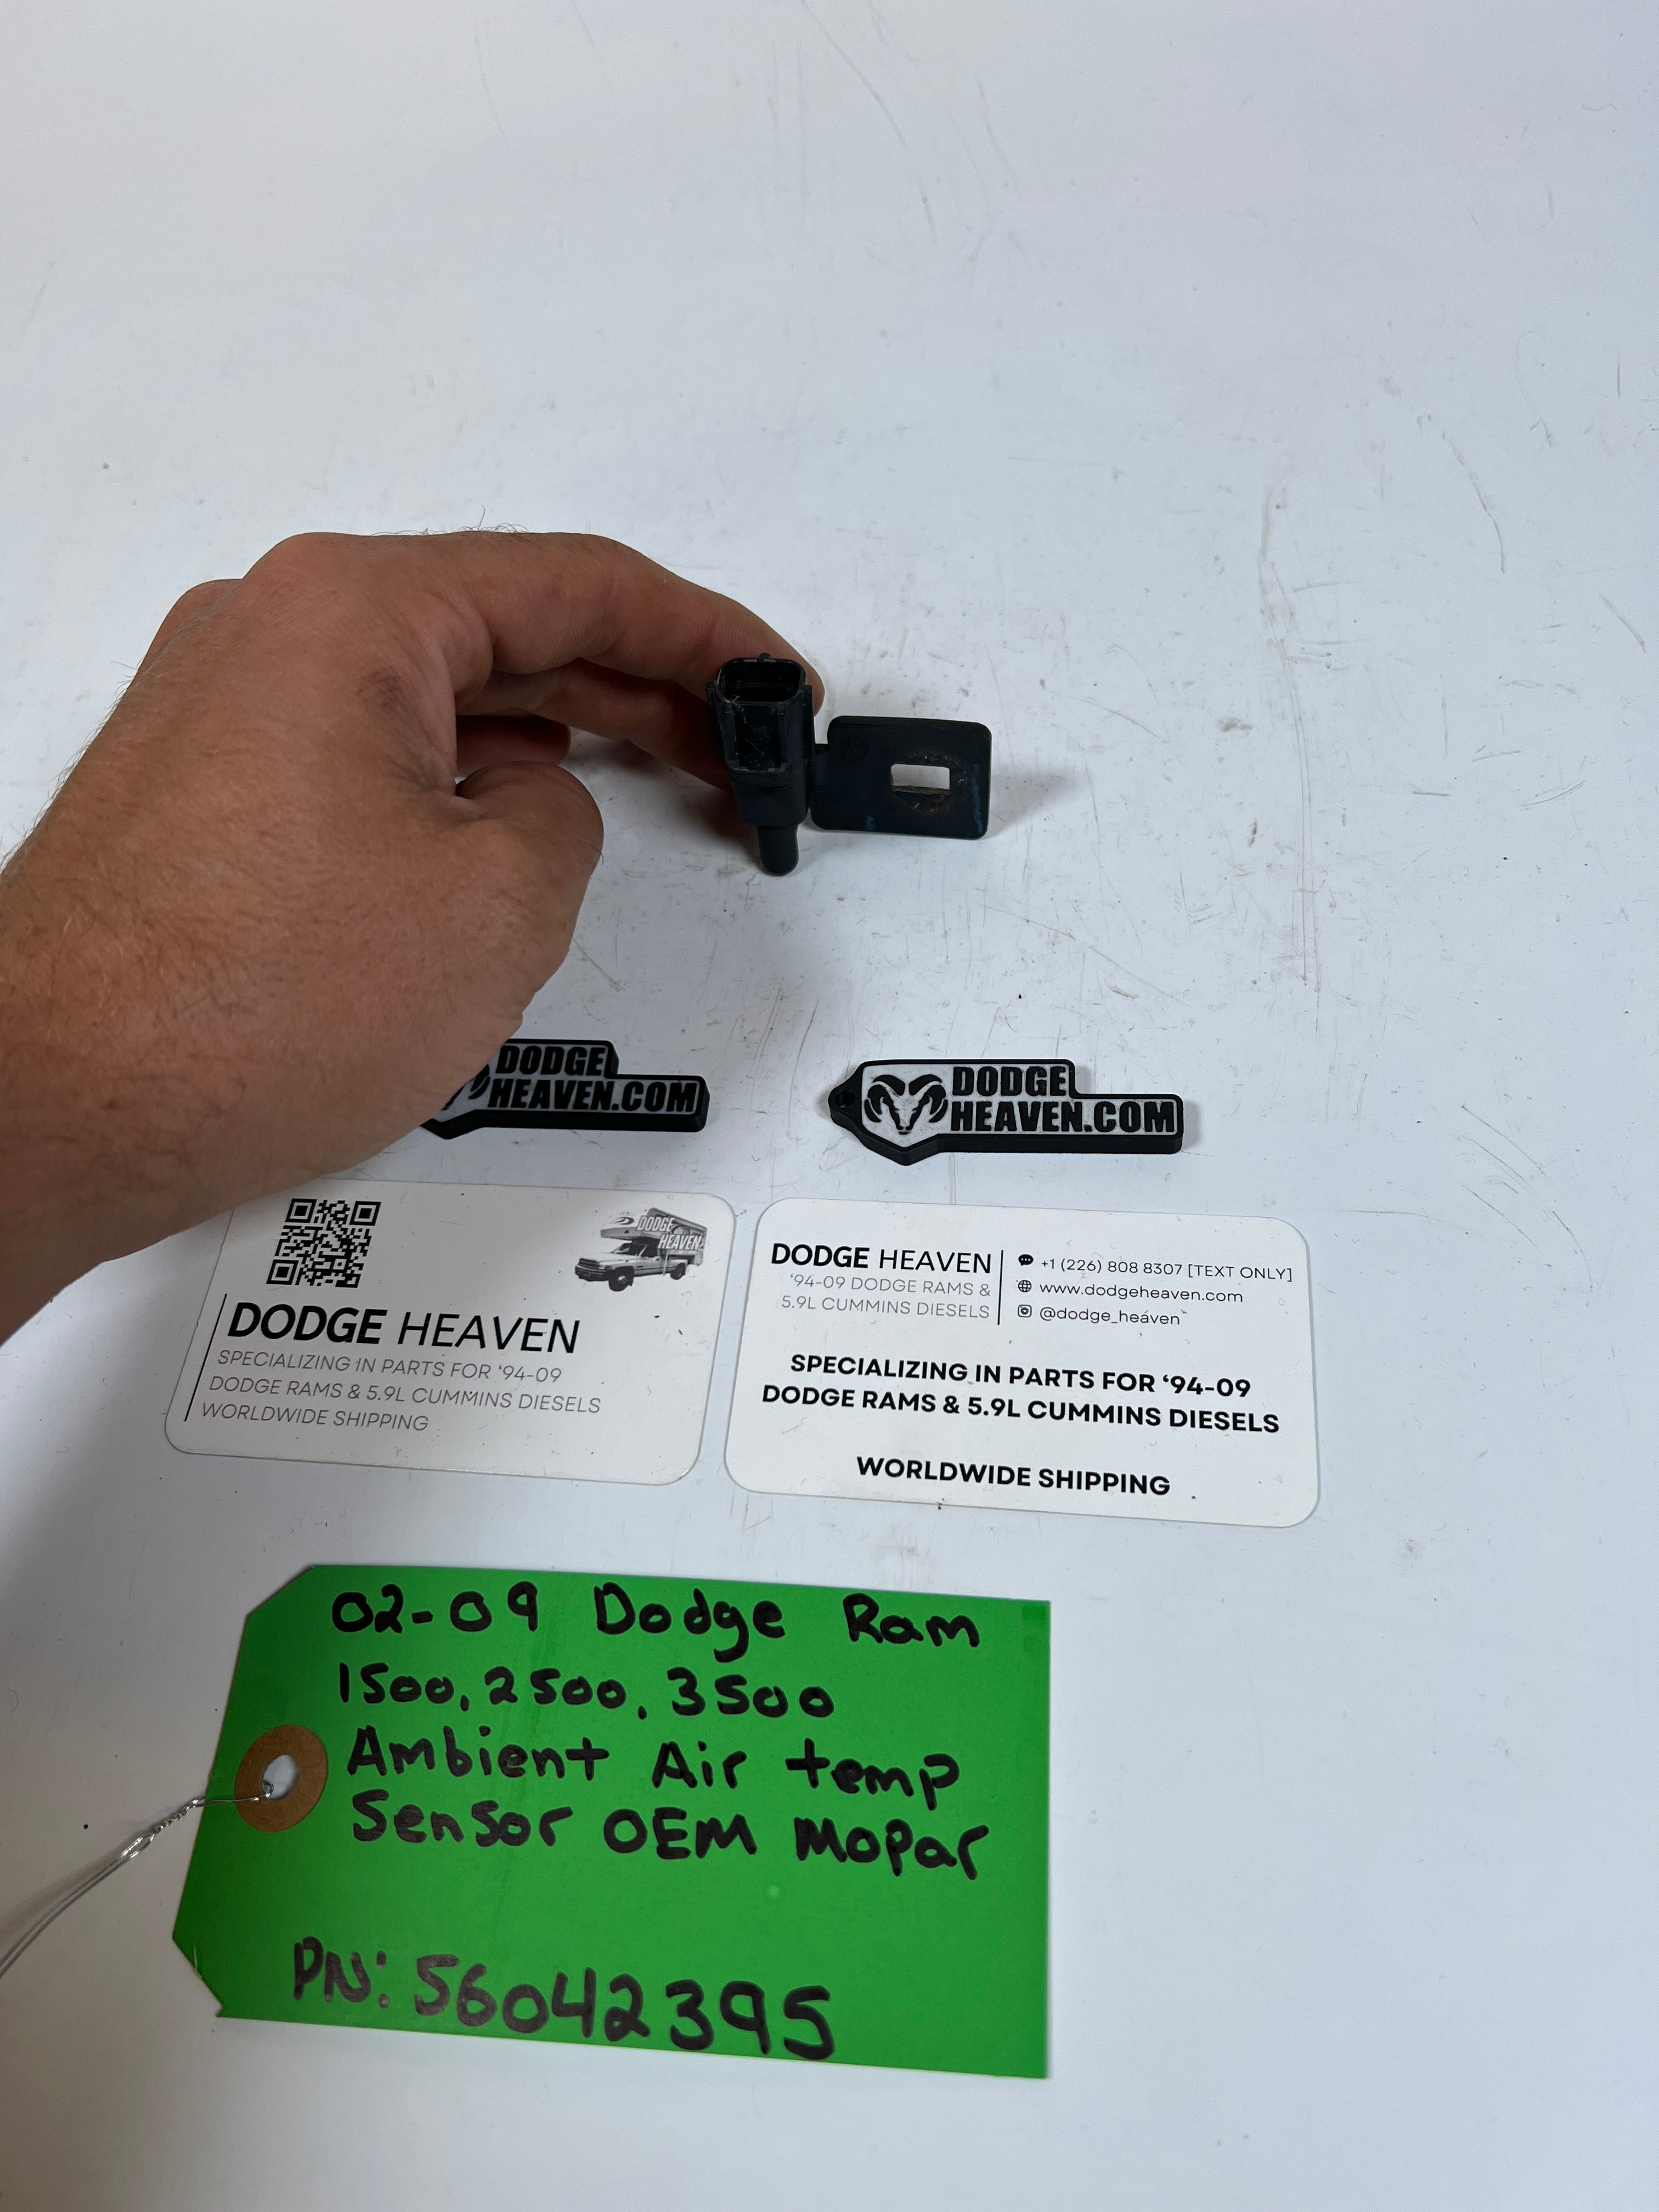 DODGE
HEAVEN.COM
DODGE
HEAVEN.COM
DODGE
HEAVEN
DODGE HEAVEN
SPECIALIZING IN PARTS FOR ‘94-09
DODGE RAMS & 5.9L CUMMINS DIESELS
WORLDWIDE SHIPPING
DODGE HEAVEN
‘94-09 DODGE RAMS &
5.9L CUMMINS DIESELS
+1 (226) 808 8307 [TEXT ONLY]
www.dodgeheaven.com
@dodge_heaven
SPECIALIZING IN PARTS FOR ‘94-09
DODGE RAMS & 5.9L CUMMINS DIESELS
WORLDWIDE SHIPPING
02-09 Dodge Ram
1500, 2500, 3500
Ambient Air temp
Sensor OEM Mopar
PN: 56042395